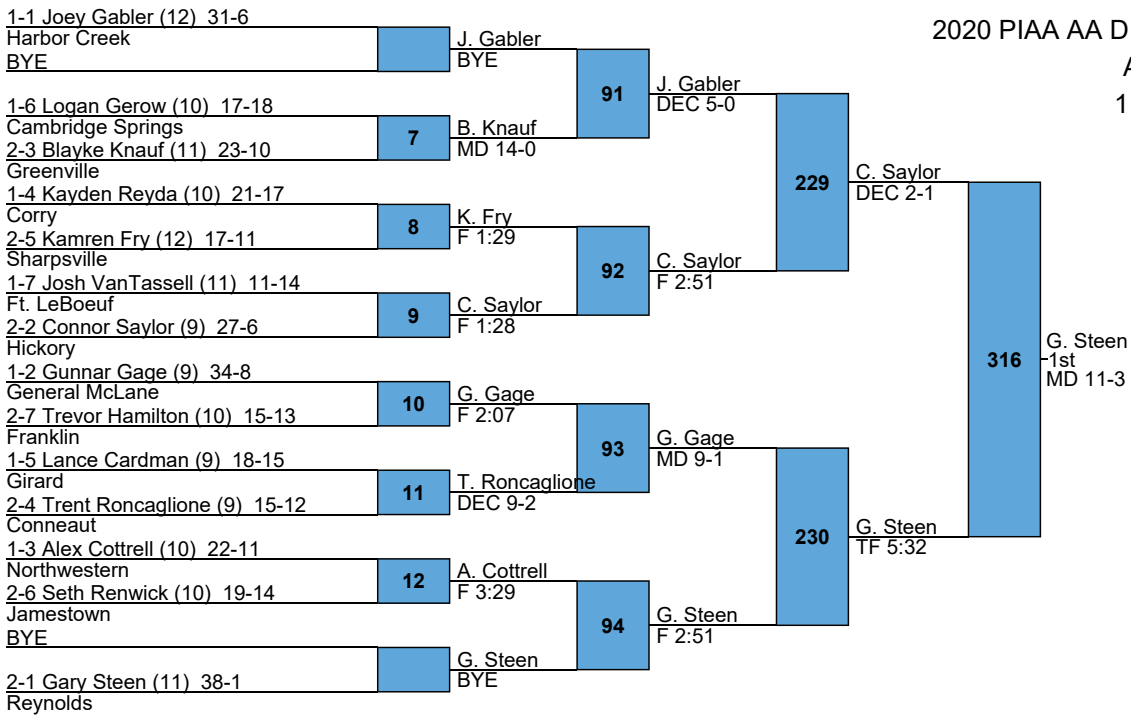 1-1 Joey Gabler (12) 31-6
Harbor Creek
BYE
1-6 Logan Gerow (10) 17-18
Cambridge Springs
2-3 Blayke Knauf (11) 23-10
Greenville
1-4 Kayden Reyda (10) 21-17
Corry
2-5 Kamren Fry (12) 17-11
Sharpsville
1-7 Josh VanTassell (11) 11-14
Ft. LeBoeuf
2-2 Connor Saylor (9) 27-6
Hickory
1-2 Gunnar Gage (9) 34-8
General McLane
2-7 Trevor Hamilton (10) 15-13
Franklin
1-5 Lance Cardman (9) 18-15
Girard
2-4 Trent Roncaglione (9) 15-12
Conneaut
1-3 Alex Cottrell (10) 22-11
Northwestern
2-6 Seth Renwick (10) 19-14
Jamestown
BYE
2-1 Gary Steen (11) 38-1
Reynolds
7
8
9
10
11
12
J. Gabler
BYE
B. Knauf
MD 14-0
K. Fry
F 1:29
C. Saylor
F 1:28
G. Gage
F 2:07
T. Roncaglione
DEC 9-2
A. Cottrell
F 3:29
G. Steen
BYE
91
92
93
94
J. Gabler
DEC 5-0
C. Saylor
F 2:51
G. Gage
MD 9-1
G. Steen
F 2:51
229
230
C. Saylor
DEC 2-1
G. Steen
TF 5:32
316
G. Steen
1st
MD 11-3
2020 PIAA AA D
A
1